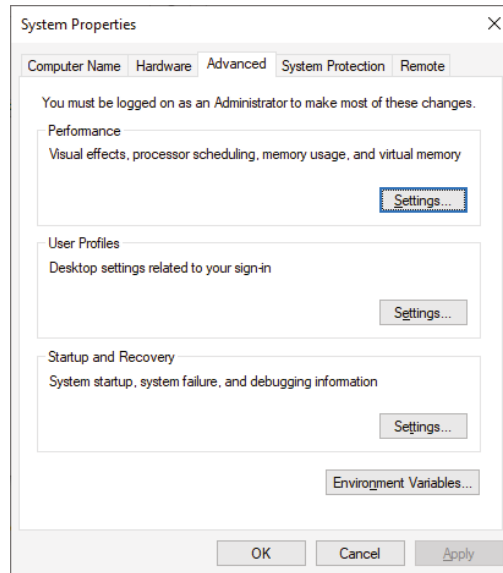 System Properties
Computer Name Hardware Advanced System Protection Remote
You must be logged on as an Administrator to make most of these changes.
Performance
Visual effects, processor scheduling, memory usage, and virtual memory
Settings...
User Profiles
Desktop settings related to your sign-in
Settings...
Startup and Recovery
System startup, system failure, and debugging information
Settings...
Environment Variables...
OK Cancel Apply